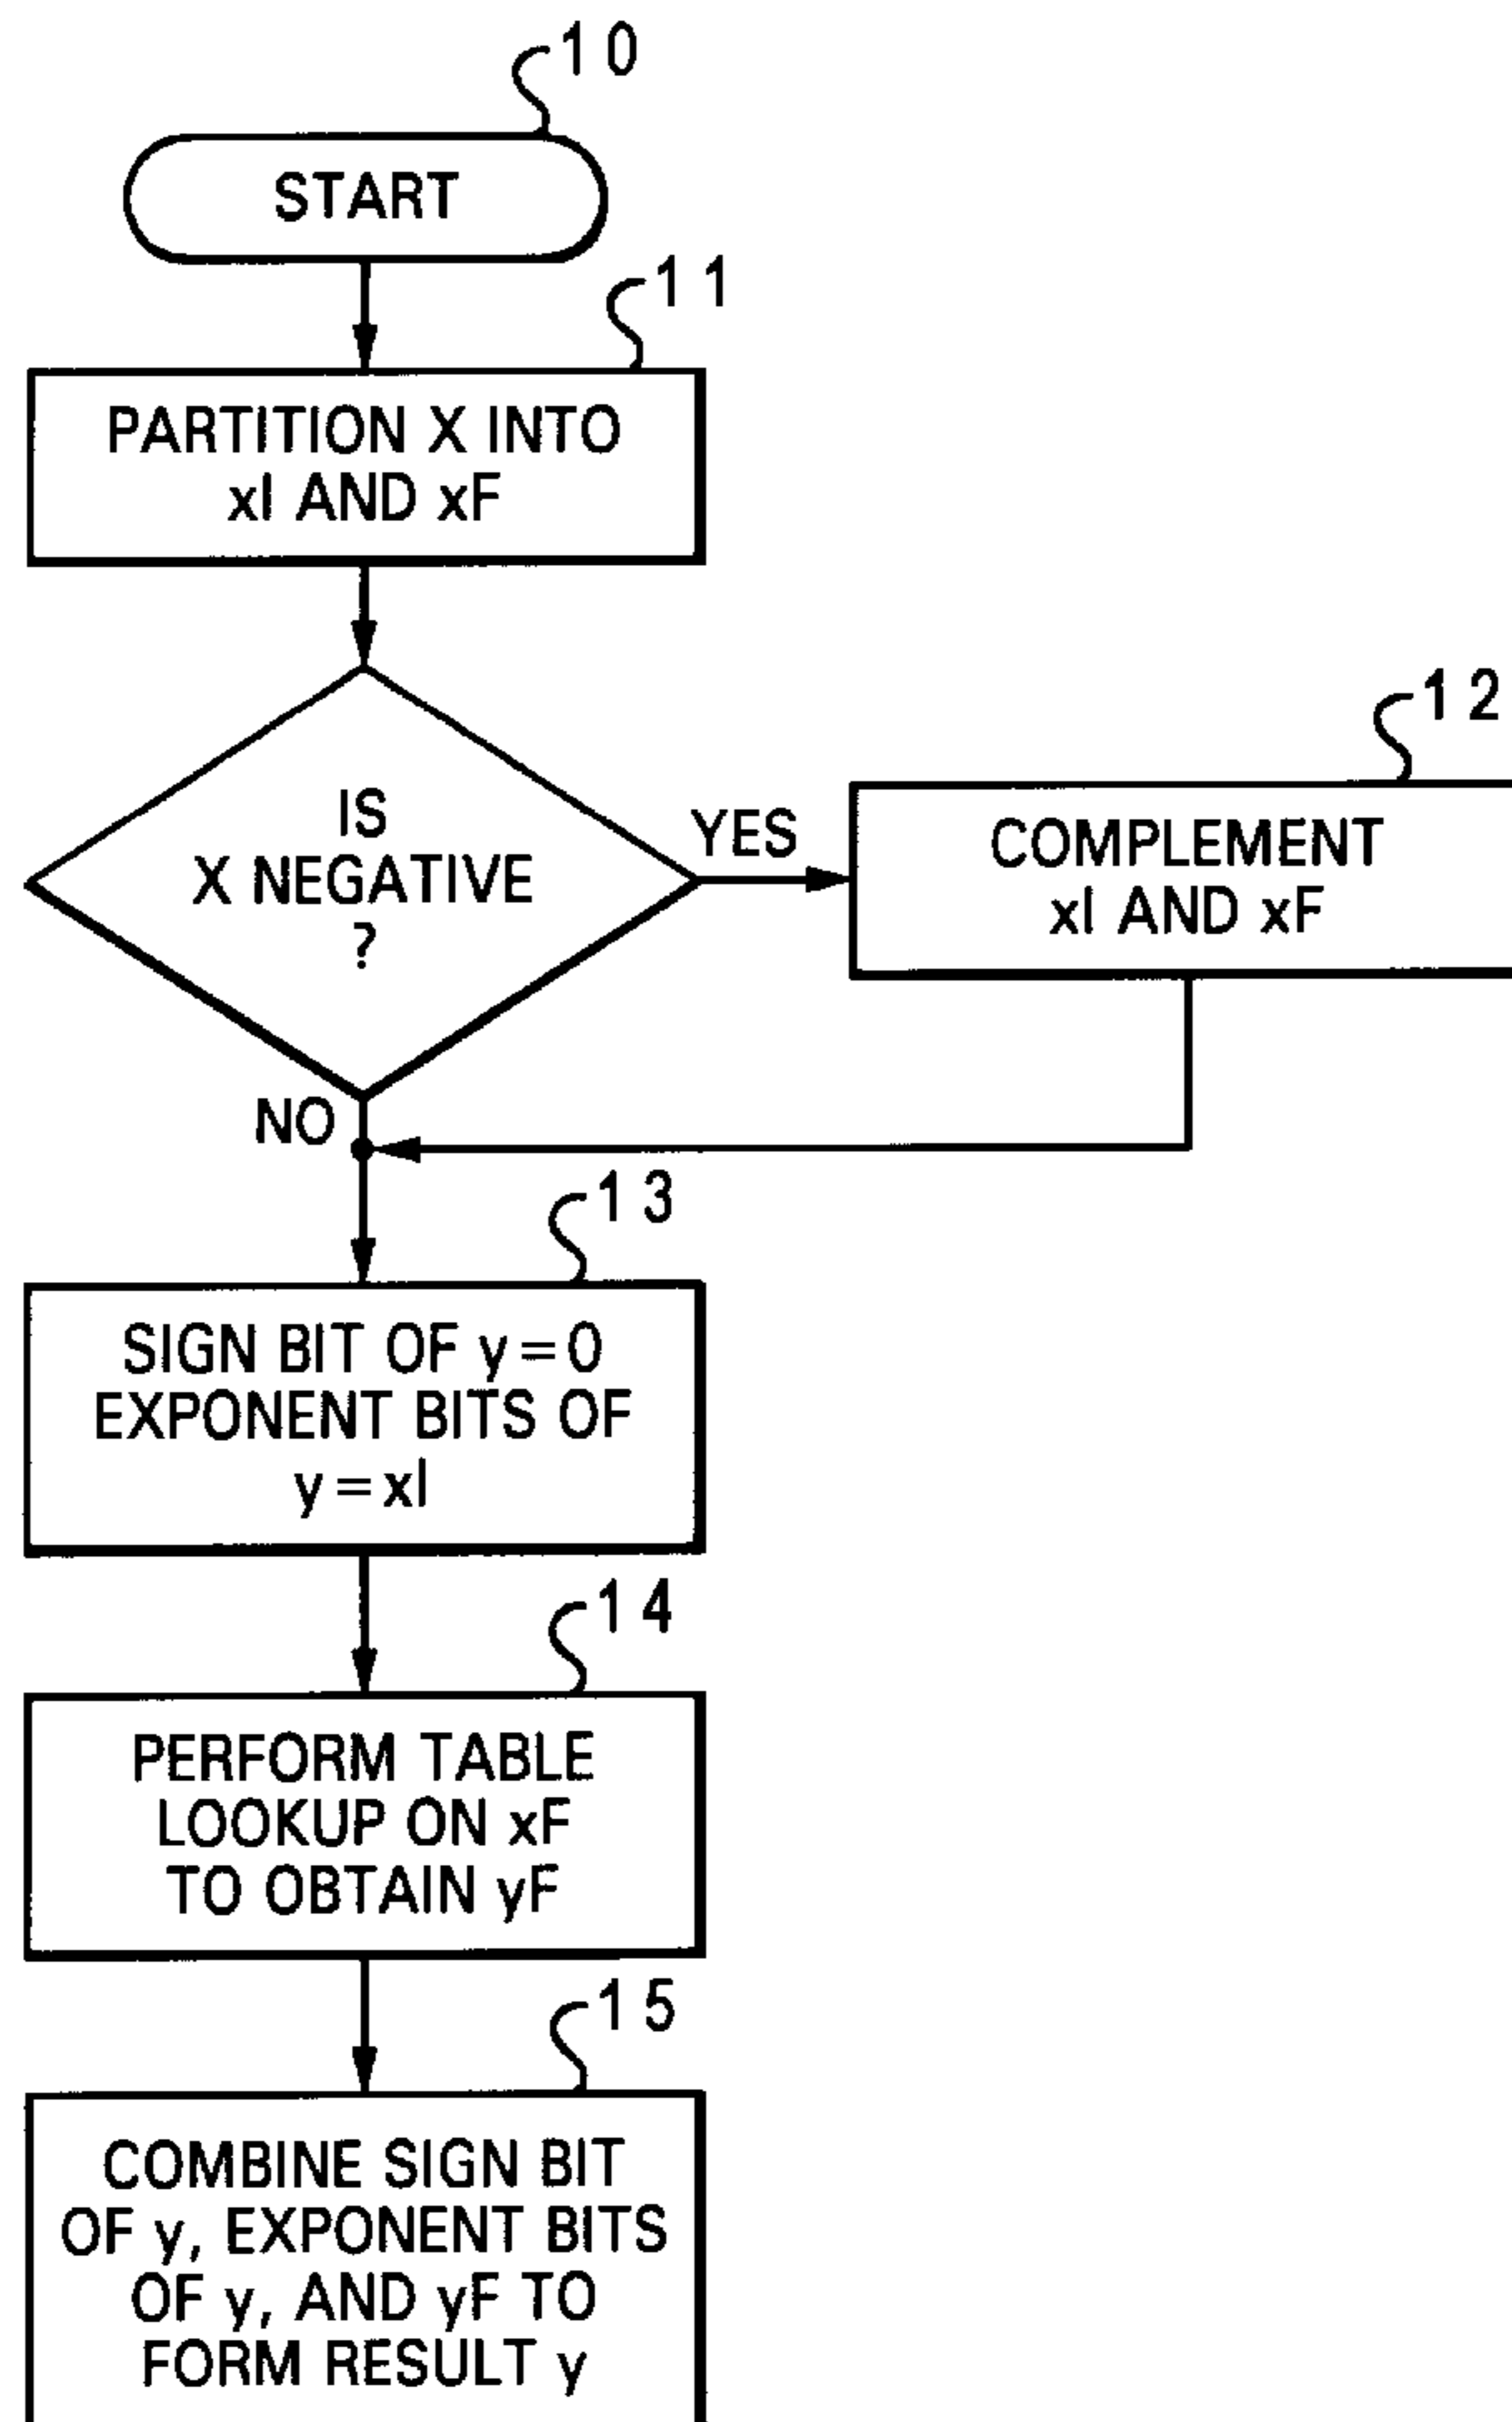 10
START
11
PARTITION X INTO
xI AND xF
IS
X NEGATIVE
?
YES
12
COMPLEMENT
xI AND xF
NO
13
SIGN BIT OF y=0
EXPONENT BITS OF
y=xI
14
PERFORM TABLE
LOOKUP ON xF
TO OBTAIN yF
15
COMBINE SIGN BIT
OF y, EXPONENT BITS
OF y, AND yF TO
FORM RESULT y